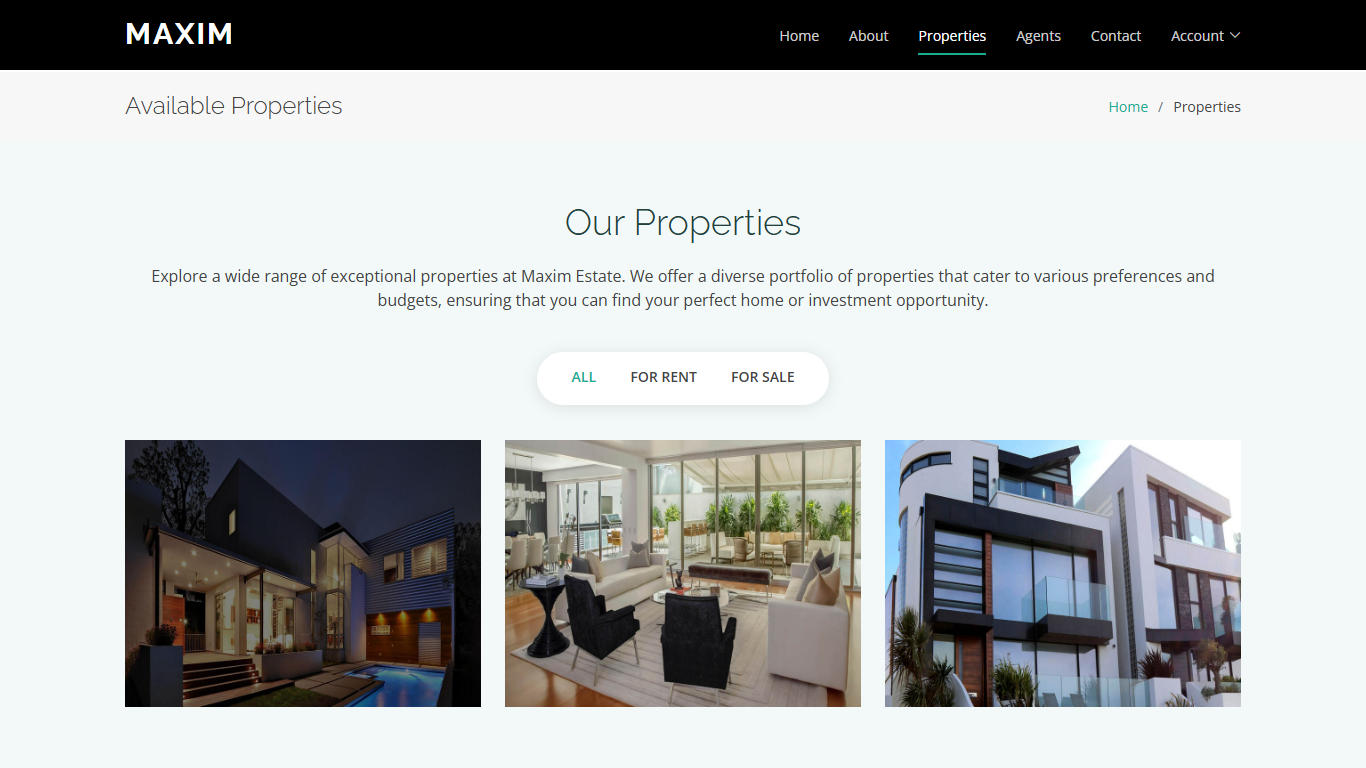 MAXIM
Home About Properties Agents Contact Account
Available Properties
Home / Properties
Our Properties
Explore a wide range of exceptional properties at Maxim Estate. We offer a diverse portfolio of properties that cater to various preferences and
budgets, ensuring that you can find your perfect home or investment opportunity.
ALL FOR RENT FOR SALE